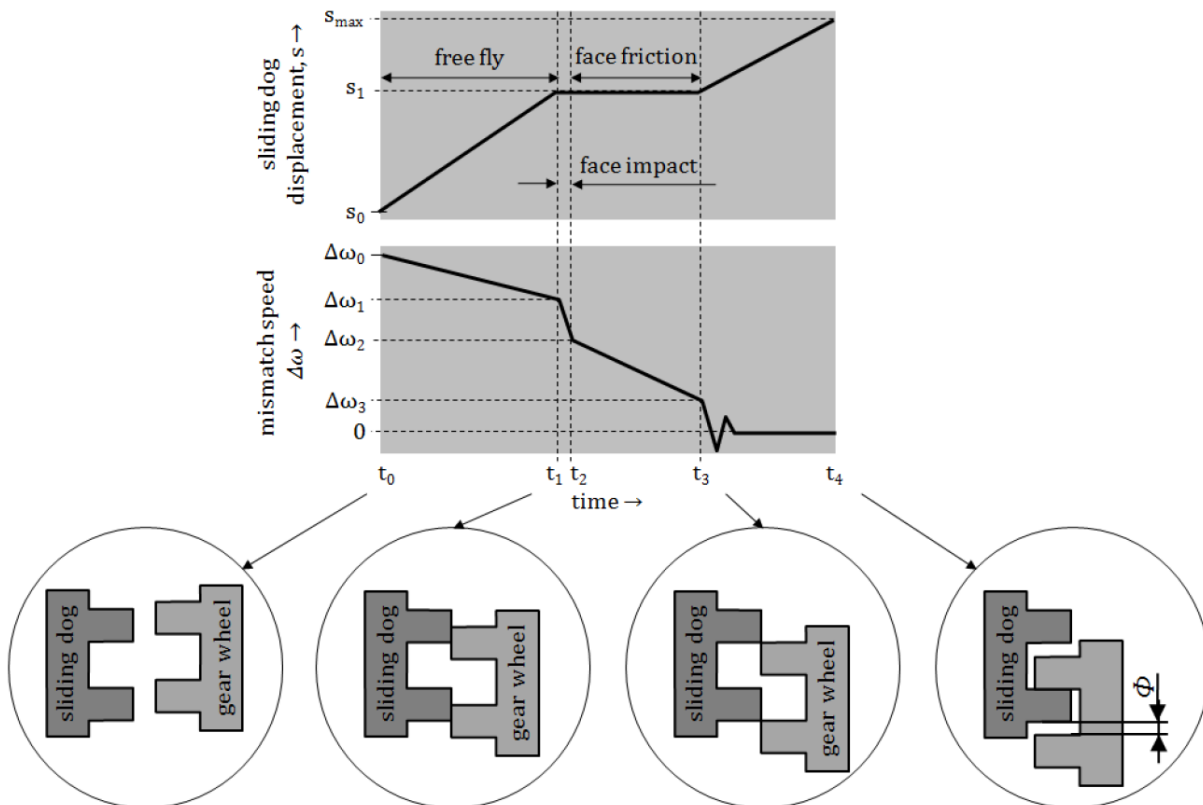 sliding dog
displacement, s →
s_max
s_1
s_0
free fly
face friction
face impact
mismatch speed
Δω →
Δω_0
Δω_1
Δω_2
Δω_3
0
t_0
t_1
t_2
t_3
t_4
time →
sliding dog
gear wheel
sliding dog
gear wheel
sliding dog
gear wheel
sliding dog
Φ